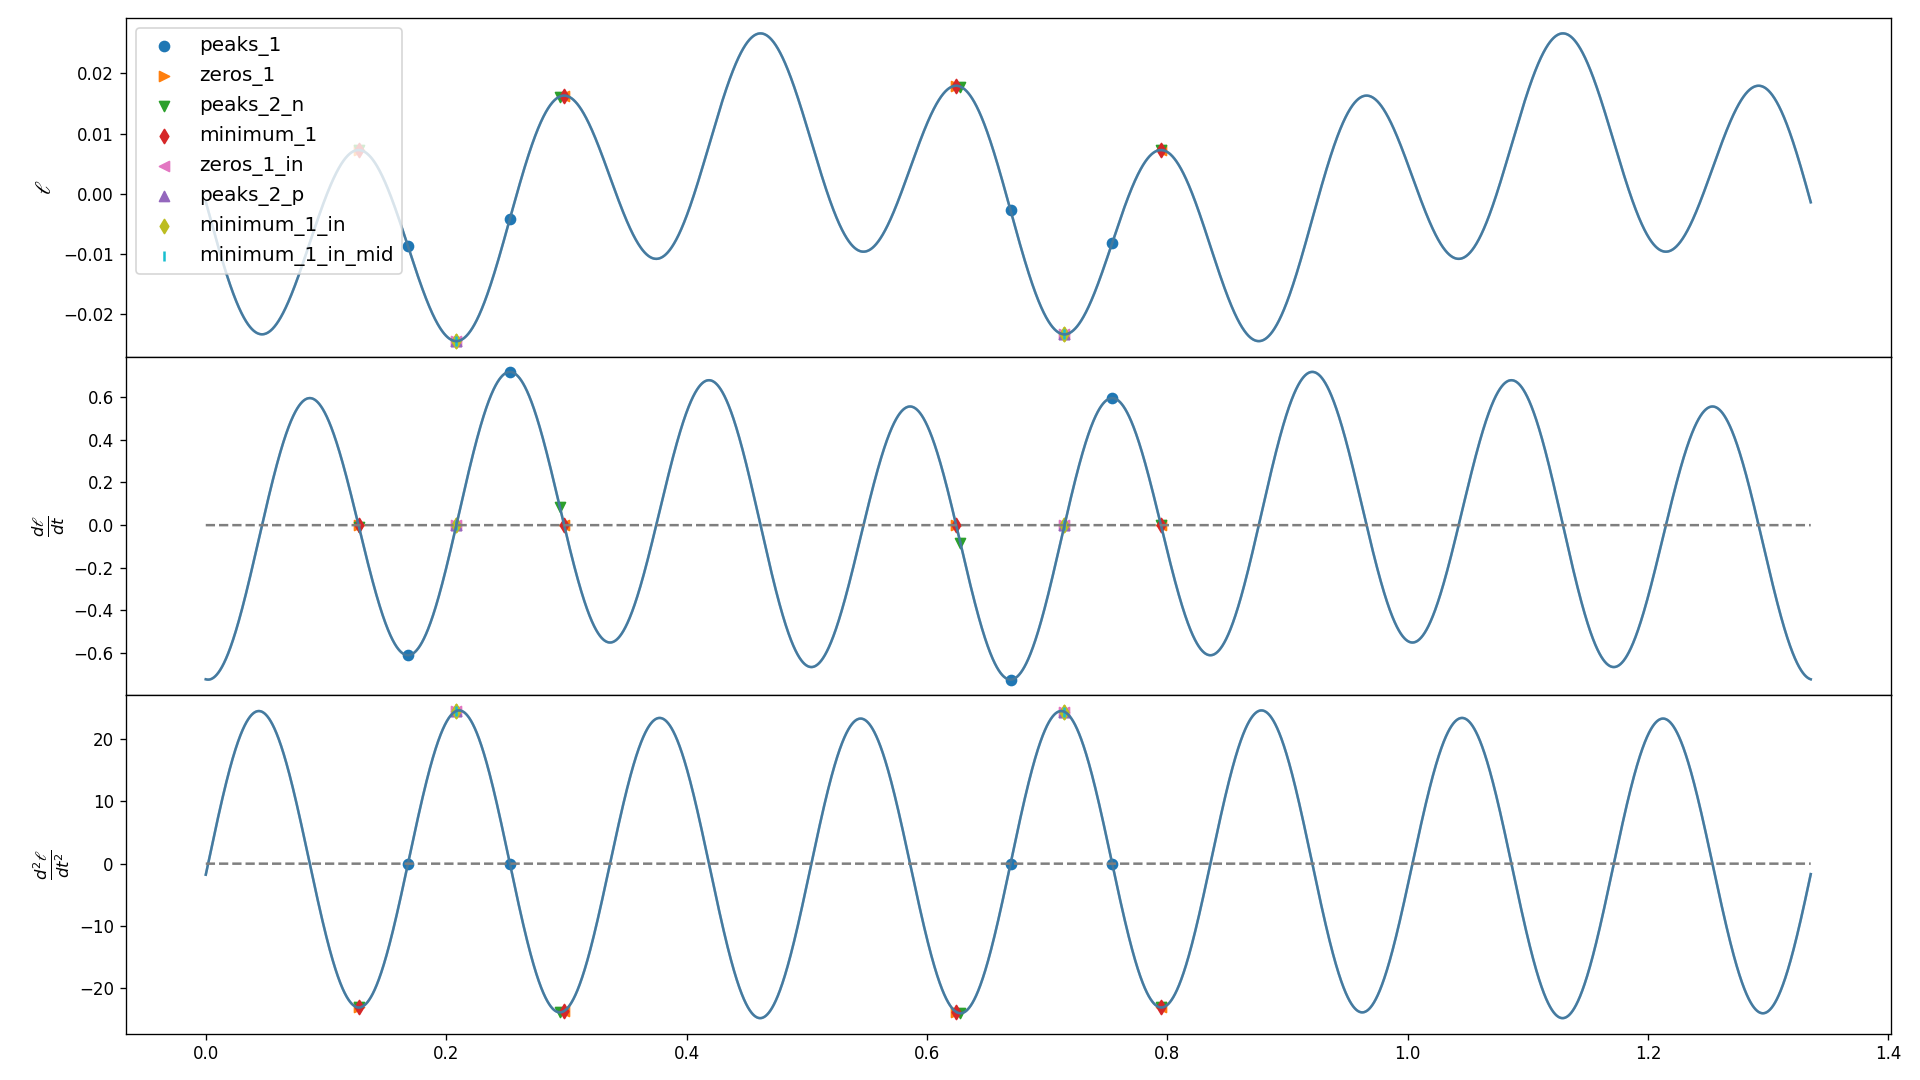 peaks_1
zeros_1
peaks_2_n
minimum_1
zeros_1_in
peaks_2_p
minimum_1_in
minimum_1_in_mid
0.02
0.01
0.00
−0.01
−0.02
ℓ
0.6
0.4
0.2
0.0
−0.2
−0.4
−0.6
dℓ
dt
20
10
0
−10
−20
d²ℓ
dt²
0.0 0.2 0.4 0.6 0.8 1.0 1.2 1.4